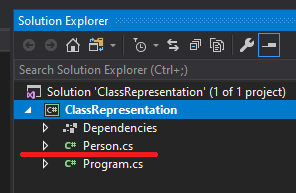 Solution Explorer
Search Solution Explorer (Ctrl+;)
Solution 'ClassRepresentation' (1 of 1 project)
C# ClassRepresentation
Dependencies
C# Person.cs
C# Program.cs